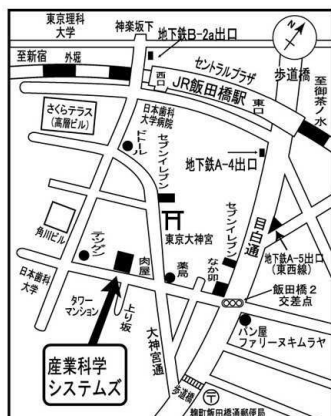 東京理科
大学
神楽坂下
地下鉄B-2a出口
N
至新宿
外堀
セントラルプラザ
歩道橋
西口
JR飯田橋駅
東口
至御茶ノ水
さくらテラス
(高層ビル)
日本歯科
大学病院
ドトール
セブンイレブン
地下鉄A-4出口
角川ビル
東京大神宮
セブンイレブン
目白通
地下鉄A-5出口
(東西線)
テンゲン
肉屋
薬局
なか卯
飯田橋2
交差点
日本歯科
大学
タワー
マンション
上り坂
大神宮通
パン屋
ファリーヌキムラヤ
産業科学
システムズ
歩道橋
〒
麹町飯田橋通郵便局